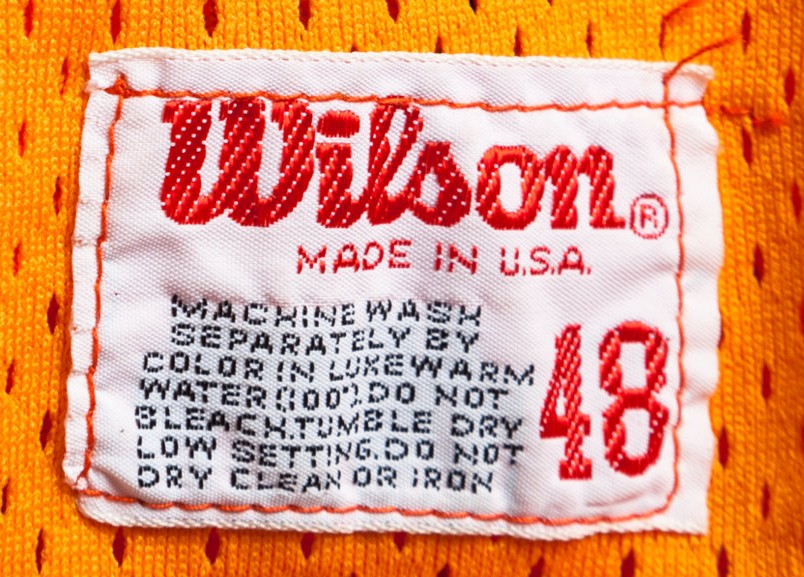 Wilson®
MADE IN U.S.A.
MACHINE WASH
SEPARATELY BY
COLOR IN LUKEWARM
WATER(100°).DO NOT
BLEACH.TUMBLE DRY
LOW SETTING.DO NOT
DRY CLEAN OR IRON
48